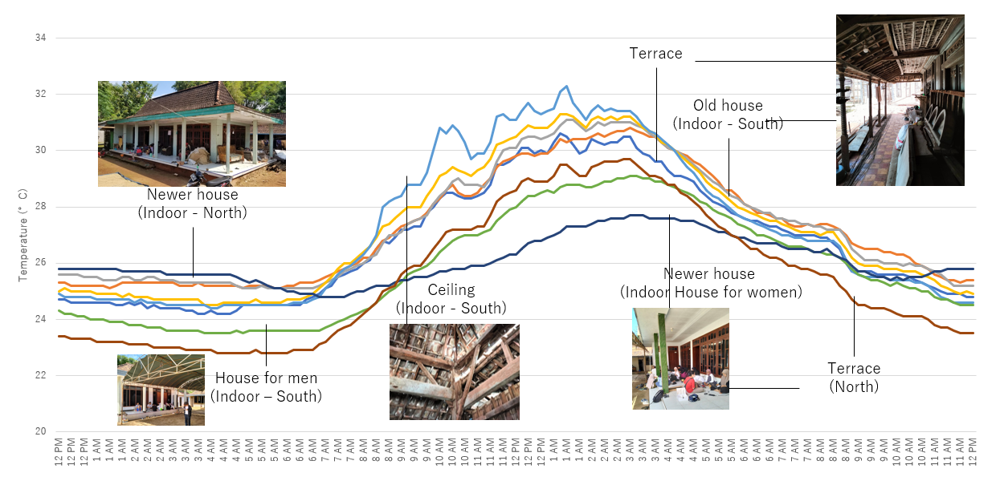 34
32
30
28
26
24
22
20
Temperature (° C)
Terrace
Old house
(Indoor - South)
Newer house
(Indoor - North)
Newer house
(Indoor House for women)
Ceiling
(Indoor - South)
House for men
(Indoor – South)
Terrace
(North)
12 PM
12 PM
12 PM
1 AM
1 AM
1 AM
2 AM
2 AM
2 AM
3 AM
3 AM
3 AM
4 AM
4 AM
4 AM
5 AM
5 AM
5 AM
6 AM
6 AM
6 AM
7 AM
7 AM
7 AM
8 AM
8 AM
8 AM
9 AM
9 AM
9 AM
10 AM
10 AM
10 AM
11 AM
11 AM
11 AM
12 PM
12 PM
12 PM
1 AM
1 AM
1 AM
2 AM
2 AM
2 AM
3 AM
3 AM
3 AM
4 AM
4 AM
4 AM
5 AM
5 AM
5 AM
6 AM
6 AM
6 AM
7 AM
7 AM
7 AM
8 AM
8 AM
8 AM
9 AM
9 AM
9 AM
10 AM
10 AM
10 AM
11 AM
11 AM
11 AM
12 PM